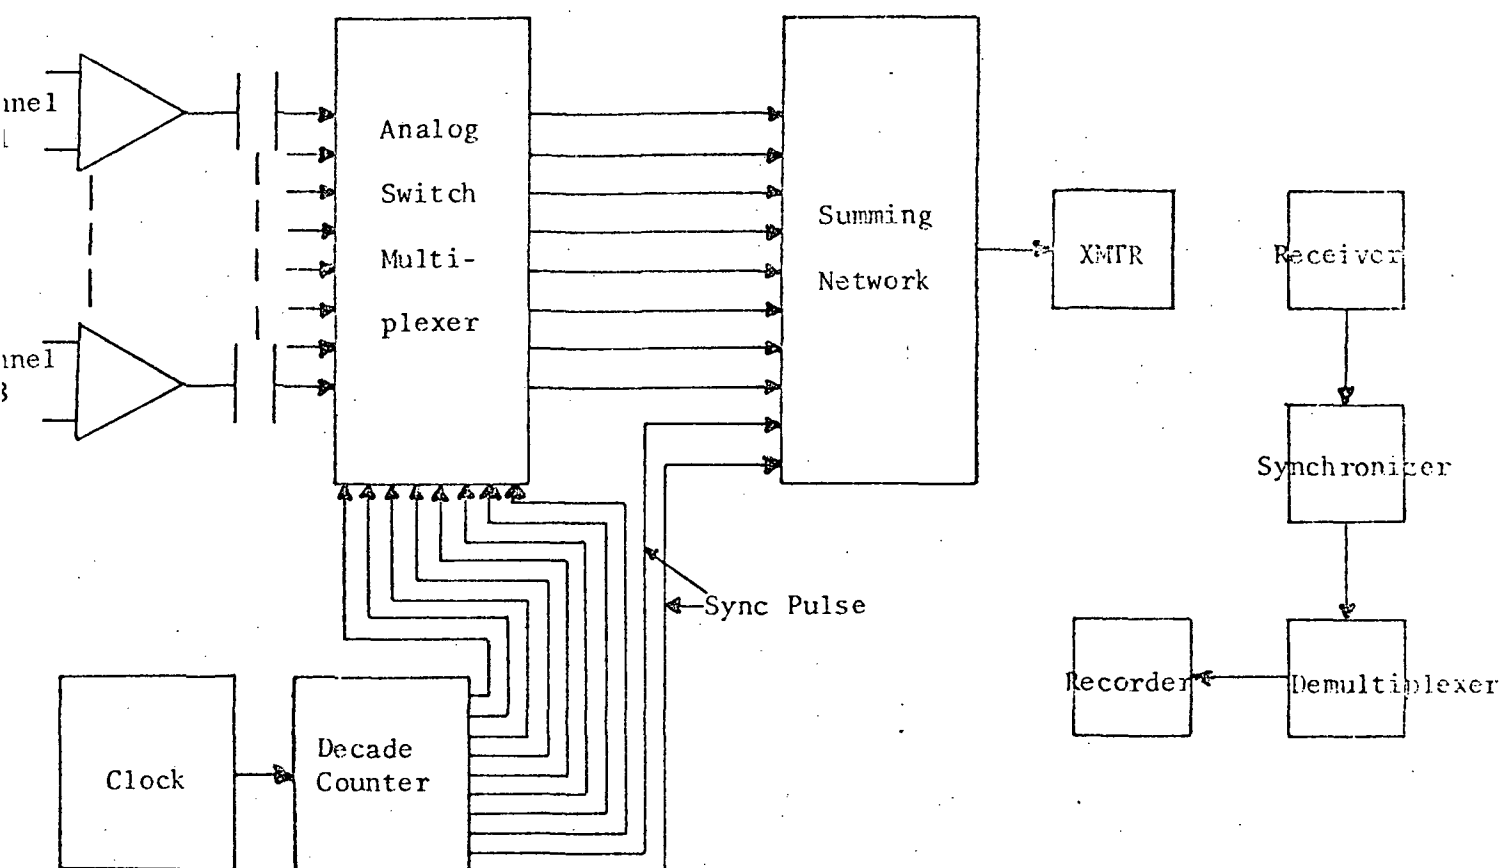 nnel
1
Analog
Switch
Multi-
plexer
Summing
Network
XMTR
Receiver
nnel
8
Synchronizer
Sync Pulse
Recorder
Demultiplexer
Clock
Decade
Counter